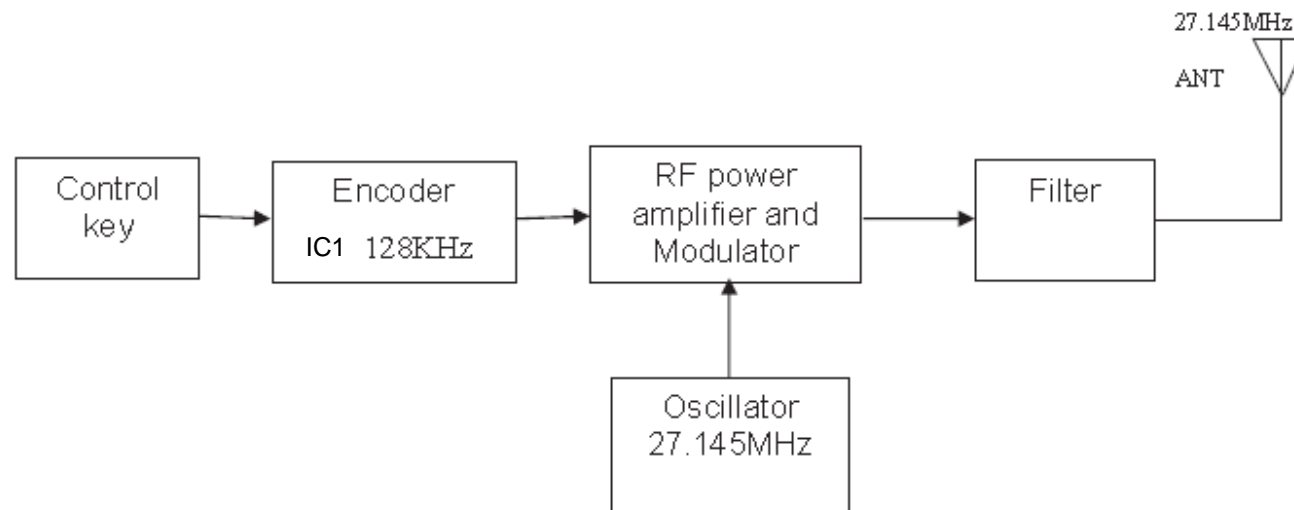 27.145MHz
ANT
Control
key
Encoder
IC1 128KHz
RF power
amplifier and
Modulator
Filter
Oscillator
27.145MHz